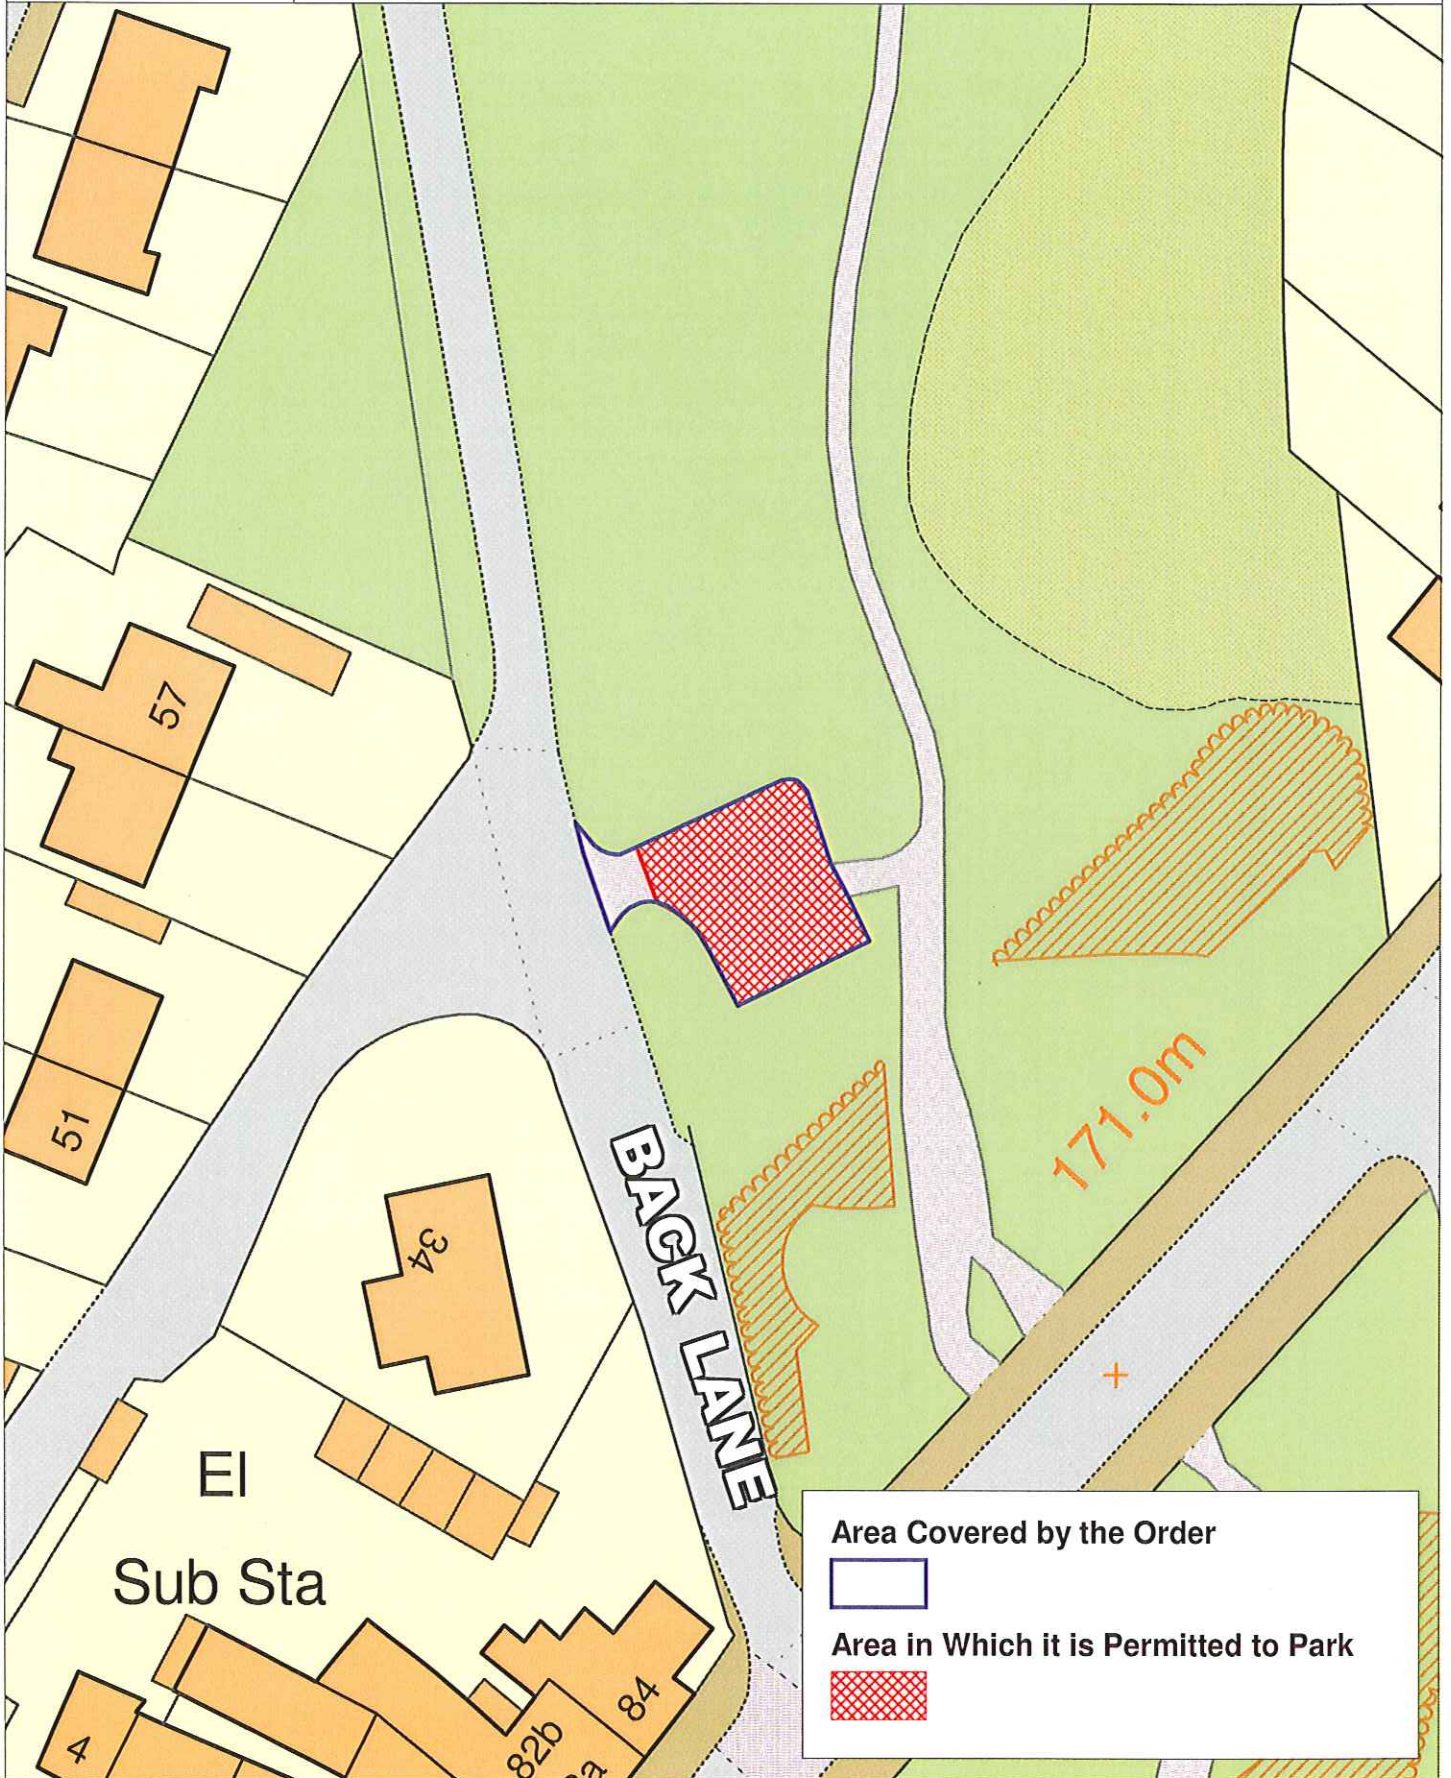 57
51
34
BACK LANE
171.0m
El
Sub Sta
84
82b
4
Area Covered by the Order
Area in Which it is Permitted to Park